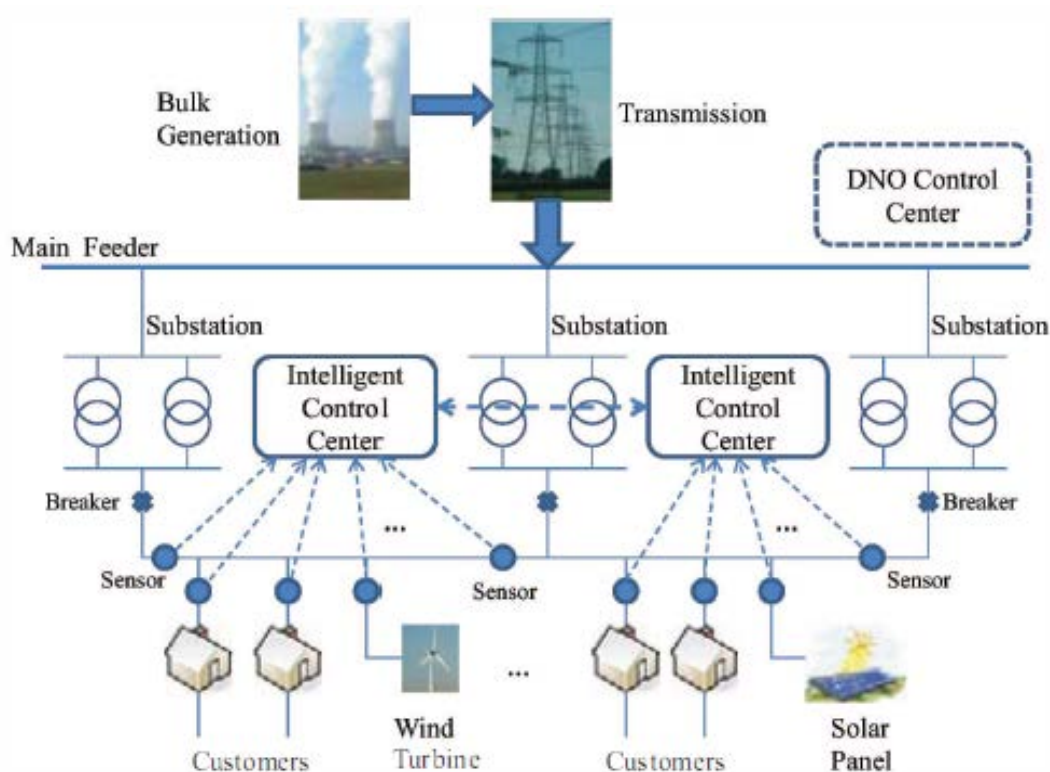 Bulk
Generation
Transmission
DNO Control
Center
Main Feeder
Substation
Substation
Substation
Intelligent
Control
Center
Intelligent
Control
Center
Breaker
Breaker
...
...
Sensor
Sensor
Sensor
...
Customers
Wind
Turbine
Customers
Solar
Panel